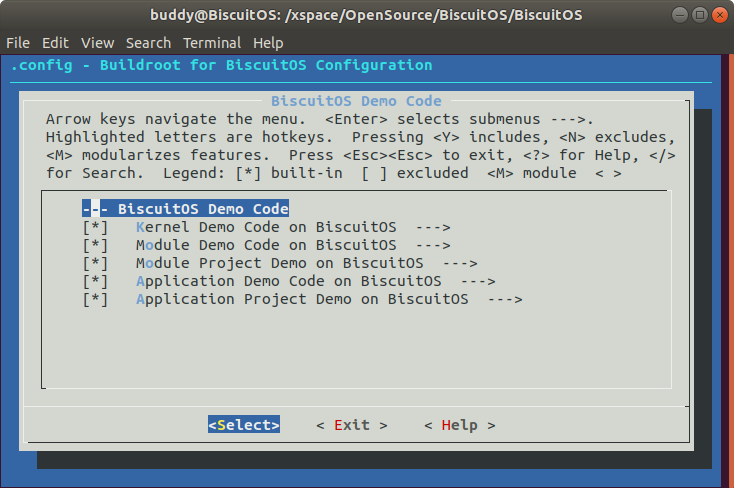 buddy@BiscuitOS: /xspace/OpenSource/BiscuitOS/BiscuitOS
File Edit View Search Terminal Help
.config - Buildroot for BiscuitOS Configuration
BiscuitOS Demo Code
Arrow keys navigate the menu.  <Enter> selects submenus --->.
Highlighted letters are hotkeys.  Pressing <Y> includes, <N> excludes,
<M> modularizes features.  Press <Esc><Esc> to exit, <?> for Help, </>
for Search.  Legend: [*] built-in  [ ] excluded  <M> module  < >
--- BiscuitOS Demo Code
[*]   Kernel Demo Code on BiscuitOS  --->
[*]   Module Demo Code on BiscuitOS  --->
[*]   Module Project Demo on BiscuitOS  --->
[*]   Application Demo Code on BiscuitOS  --->
[*]   Application Project Demo on BiscuitOS  --->
<Select>    < Exit >    < Help >